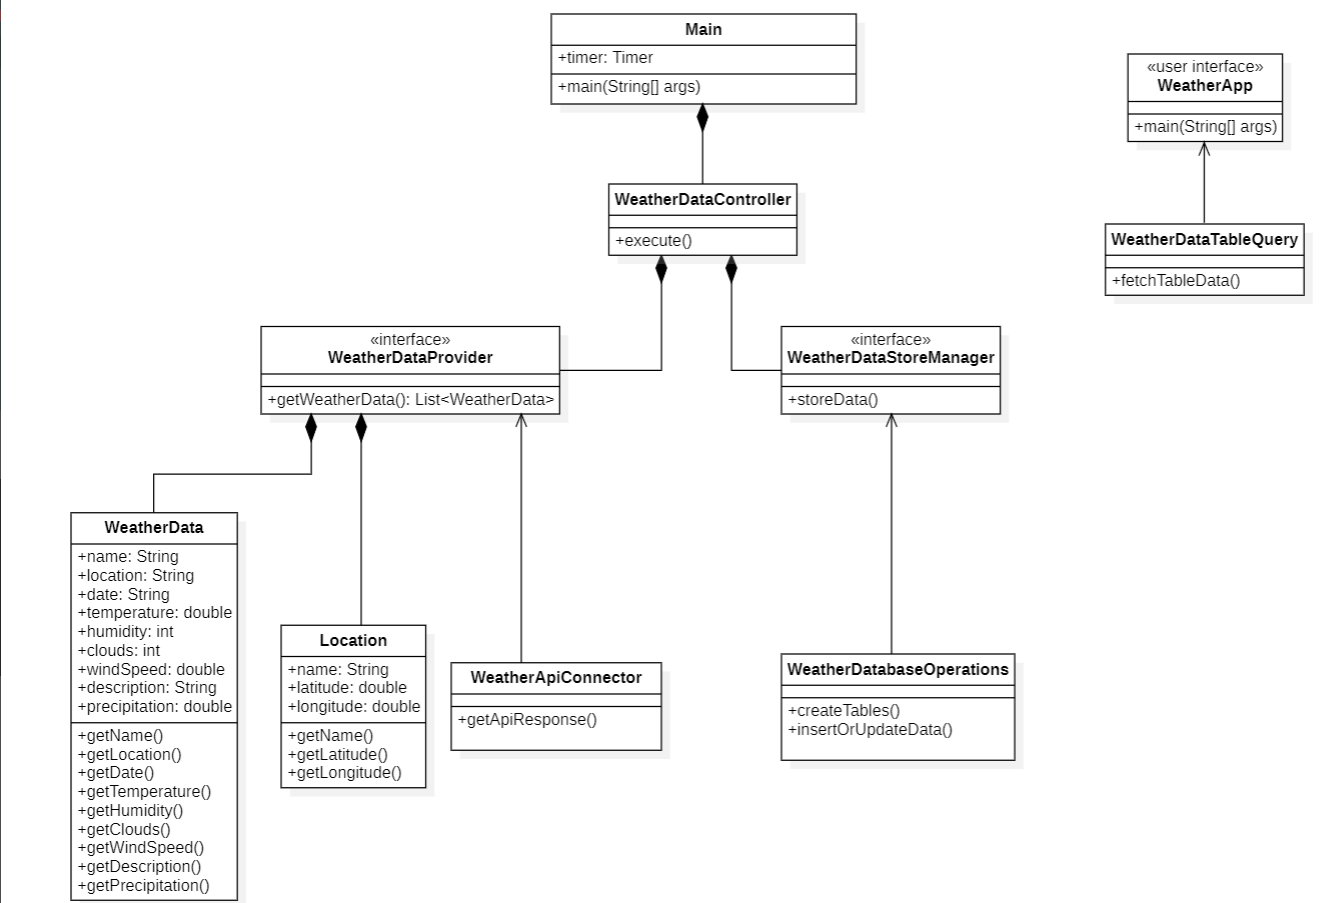 Main
+timer: Timer
+main(String[] args)
«user interface»
WeatherApp
+main(String[] args)
WeatherDataController
+execute()
WeatherDataTableQuery
+fetchTableData()
«interface»
WeatherDataProvider
+getWeatherData(): List<WeatherData>
«interface»
WeatherDataStoreManager
+storeData()
WeatherData
+name: String
+location: String
+date: String
+temperature: double
+humidity: int
+clouds: int
+windSpeed: double
+description: String
+precipitation: double
+getName()
+getLocation()
+getDate()
+getTemperature()
+getHumidity()
+getClouds()
+getWindSpeed()
+getDescription()
+getPrecipitation()
Location
+name: String
+latitude: double
+longitude: double
+getName()
+getLatitude()
+getLongitude()
WeatherApiConnector
+getApiResponse()
WeatherDatabaseOperations
+createTables()
+insertOrUpdateData()